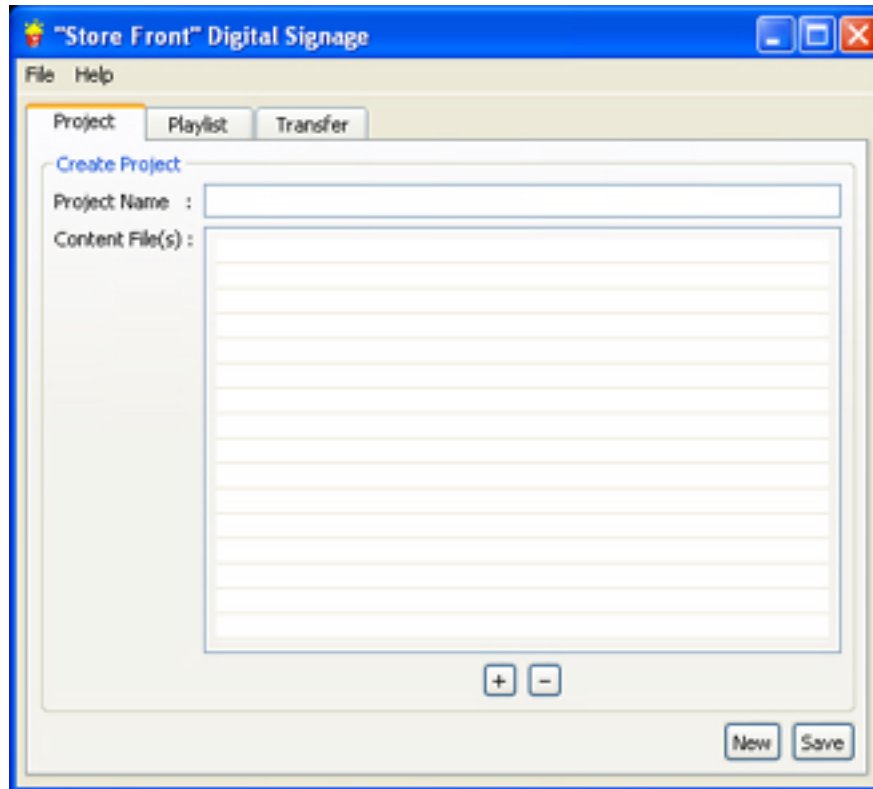 "Store Front" Digital Signage
File Help
Project Playlist Transfer
Create Project
Project Name :
Content File(s) :
+ -
New Save